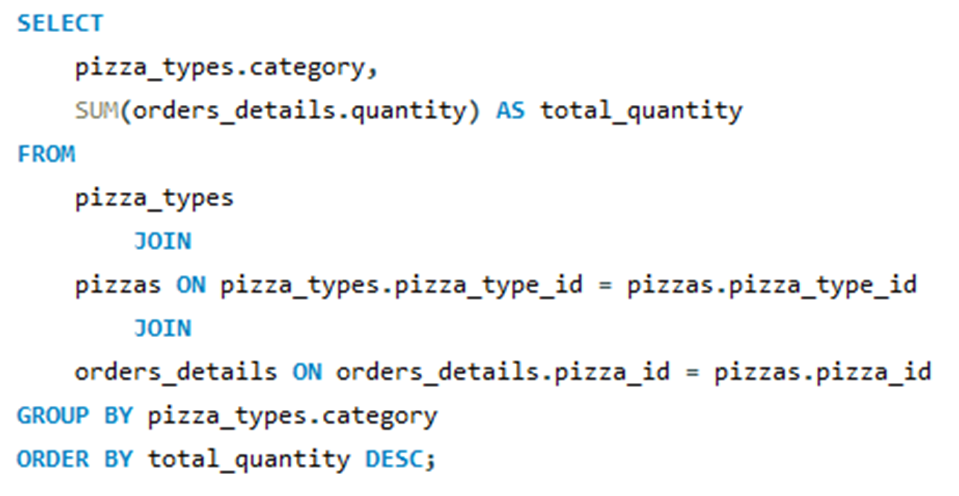 SELECT
    pizza_types.category,
    SUM(orders_details.quantity) AS total_quantity
FROM
    pizza_types
        JOIN
    pizzas ON pizza_types.pizza_type_id = pizzas.pizza_type_id
        JOIN
    orders_details ON orders_details.pizza_id = pizzas.pizza_id
GROUP BY pizza_types.category
ORDER BY total_quantity DESC;